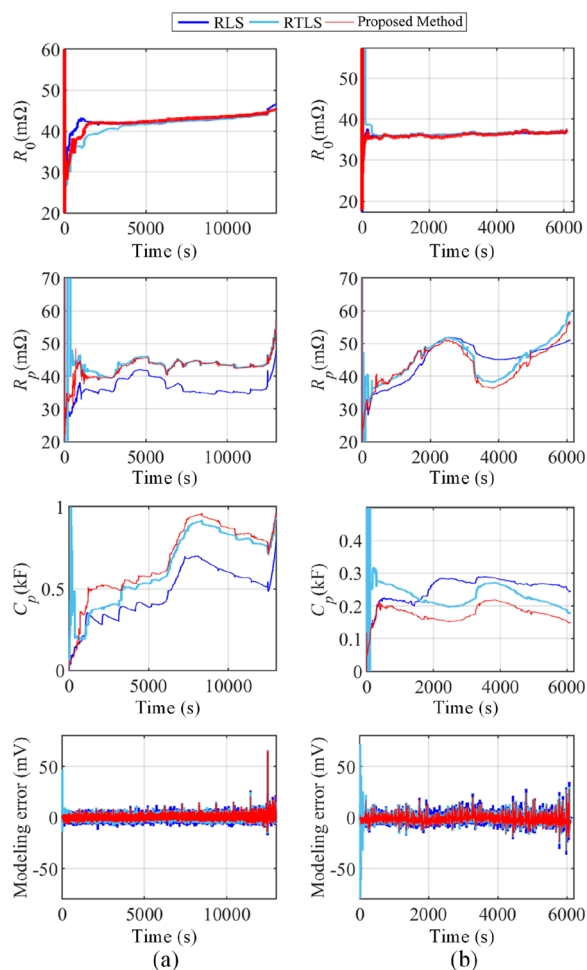 RLS RTLS Proposed Method
60
50
40
30
20
R0(mΩ)
0 5000 10000
Time (s)
50
40
30
20
R0(mΩ)
0 2000 4000 6000
Time (s)
70
60
50
40
30
20
Rp(mΩ)
0 5000 10000
Time (s)
70
60
50
40
30
20
Rp(mΩ)
0 2000 4000 6000
Time (s)
1
0.5
0
Cp(kF)
0 5000 10000
Time (s)
0.4
0.3
0.2
0.1
0
Cp(kF)
0 2000 4000 6000
Time (s)
50
0
-50
Modeling error (mV)
0 5000 10000
Time (s)
50
0
-50
Modeling error (mV)
0 2000 4000 6000
Time (s)
(a) (b)